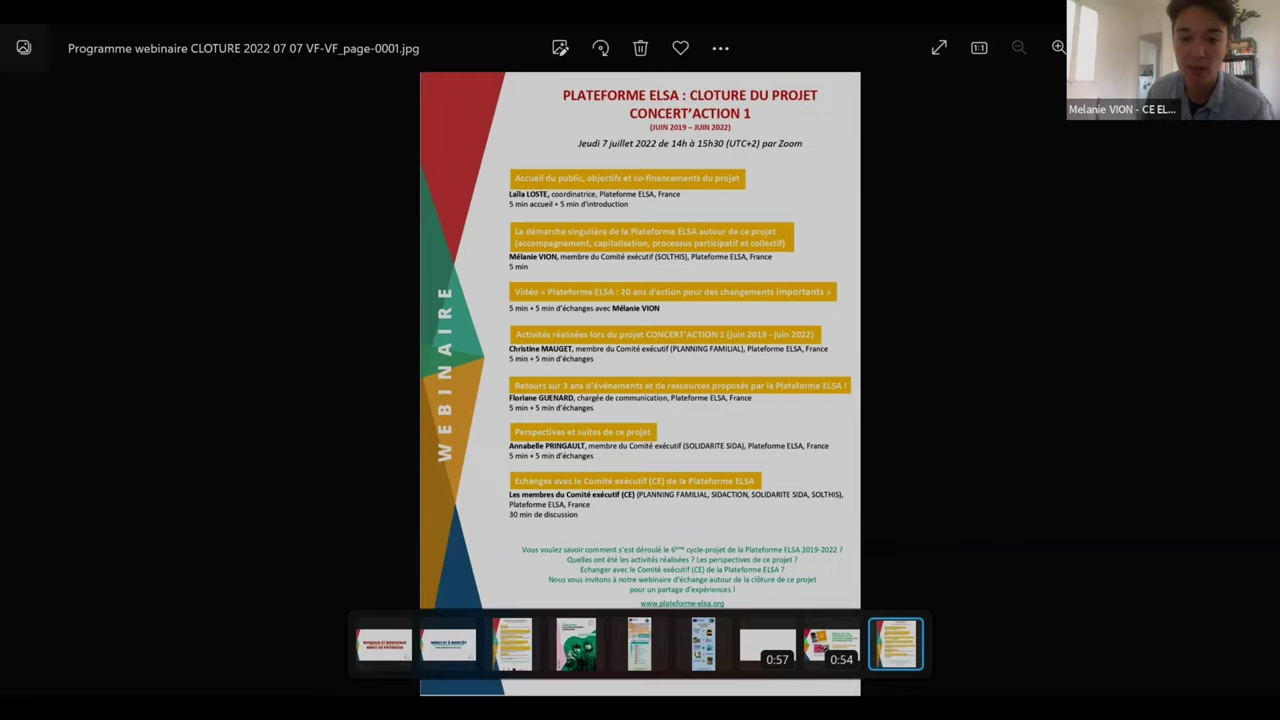 Programme webinaire CLOTURE 2022 07 07 VF-VF_page-0001.jpg
1:1
Melanie VION - CE EL...
PLATEFORME ELSA : CLOTURE DU PROJET
CONCERT'ACTION 1
(JUIN 2019 – JUIN 2022)
Jeudi 7 juillet 2022 de 14h à 15h30 (UTC+2) par Zoom
Accueil du public, objectifs et co-financements du projet
Laïla LOSTE, coordinatrice, Plateforme ELSA, France
5 min accueil + 5 min d'introduction
La démarche singulière de la Plateforme ELSA autour de ce projet
(accompagnement, capitalisation, processus participatif et collectif)
Mélanie VION, membre du Comité exécutif (SOLTHIS), Plateforme ELSA, France
5 min
Vidéo « Plateforme ELSA : 20 ans d'action pour des changements importants »
5 min + 5 min d'échanges avec Mélanie VION
Activités réalisées lors du projet CONCERT'ACTION 1 (juin 2019 - juin 2022)
Christine MAUGET, membre du Comité exécutif (PLANNING FAMILIAL), Plateforme ELSA, France
5 min + 5 min d'échanges
Retours sur 3 ans d'événements et de ressources proposés par la Plateforme ELSA !
Floriane GUENARD, chargée de communication, Plateforme ELSA, France
5 min + 5 min d'échanges
Perspectives et suites de ce projet
Annabelle PRINGAULT, membre du Comité exécutif (SOLIDARITE SIDA), Plateforme ELSA, France
5 min + 5 min d'échanges
Echanges avec le Comité exécutif (CE) de la Plateforme ELSA
Les membres du Comité exécutif (CE) (PLANNING FAMILIAL, SIDACTION, SOLIDARITE SIDA, SOLTHIS),
Plateforme ELSA, France
30 min de discussion
WEBINAIRE
Vous voulez savoir comment s'est déroulé le 6ème cycle-projet de la Plateforme ELSA 2019-2022 ?
Quelles ont été les activités réalisées ? Les perspectives de ce projet ?
Echanger avec le Comité exécutif (CE) de la Plateforme ELSA ?
Nous vous invitons à notre webinaire d'échange autour de la clôture de ce projet
pour un partage d'expériences !
www.plateforme-elsa.org
BONJOUR ET BIENVENUE
MERCI DE PATIENTER
MERCI ET À BIENTÔT
0:57
0:54